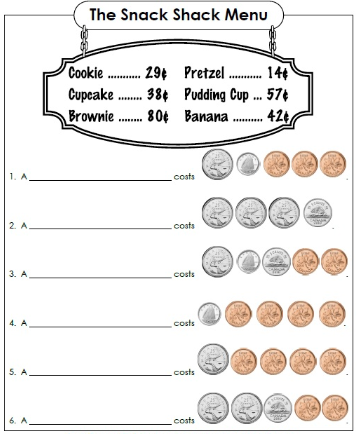 The Snack Shack Menu
Cookie ........... 29¢ Pretzel ........... 14¢
Cupcake ........ 38¢ Pudding Cup ... 57¢
Brownie ........ 80¢ Banana .......... 42¢
1. A ______________________ costs
2. A ______________________ costs .
3. A ______________________ costs .
4. A ______________________ costs .
5. A ______________________ costs .
6. A ______________________ costs .